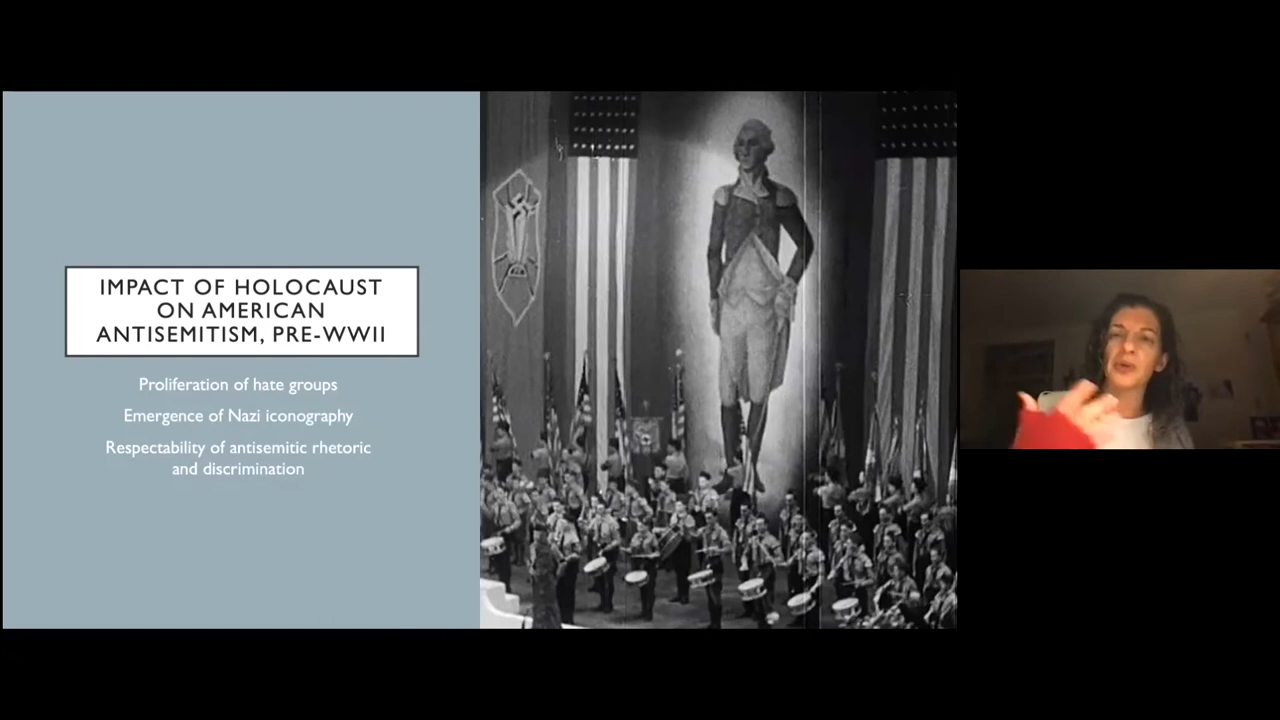 IMPACT OF HOLOCAUST
ON AMERICAN
ANTISEMITISM, PRE-WWII
Proliferation of hate groups
Emergence of Nazi iconography
Respectability of antisemitic rhetoric
and discrimination